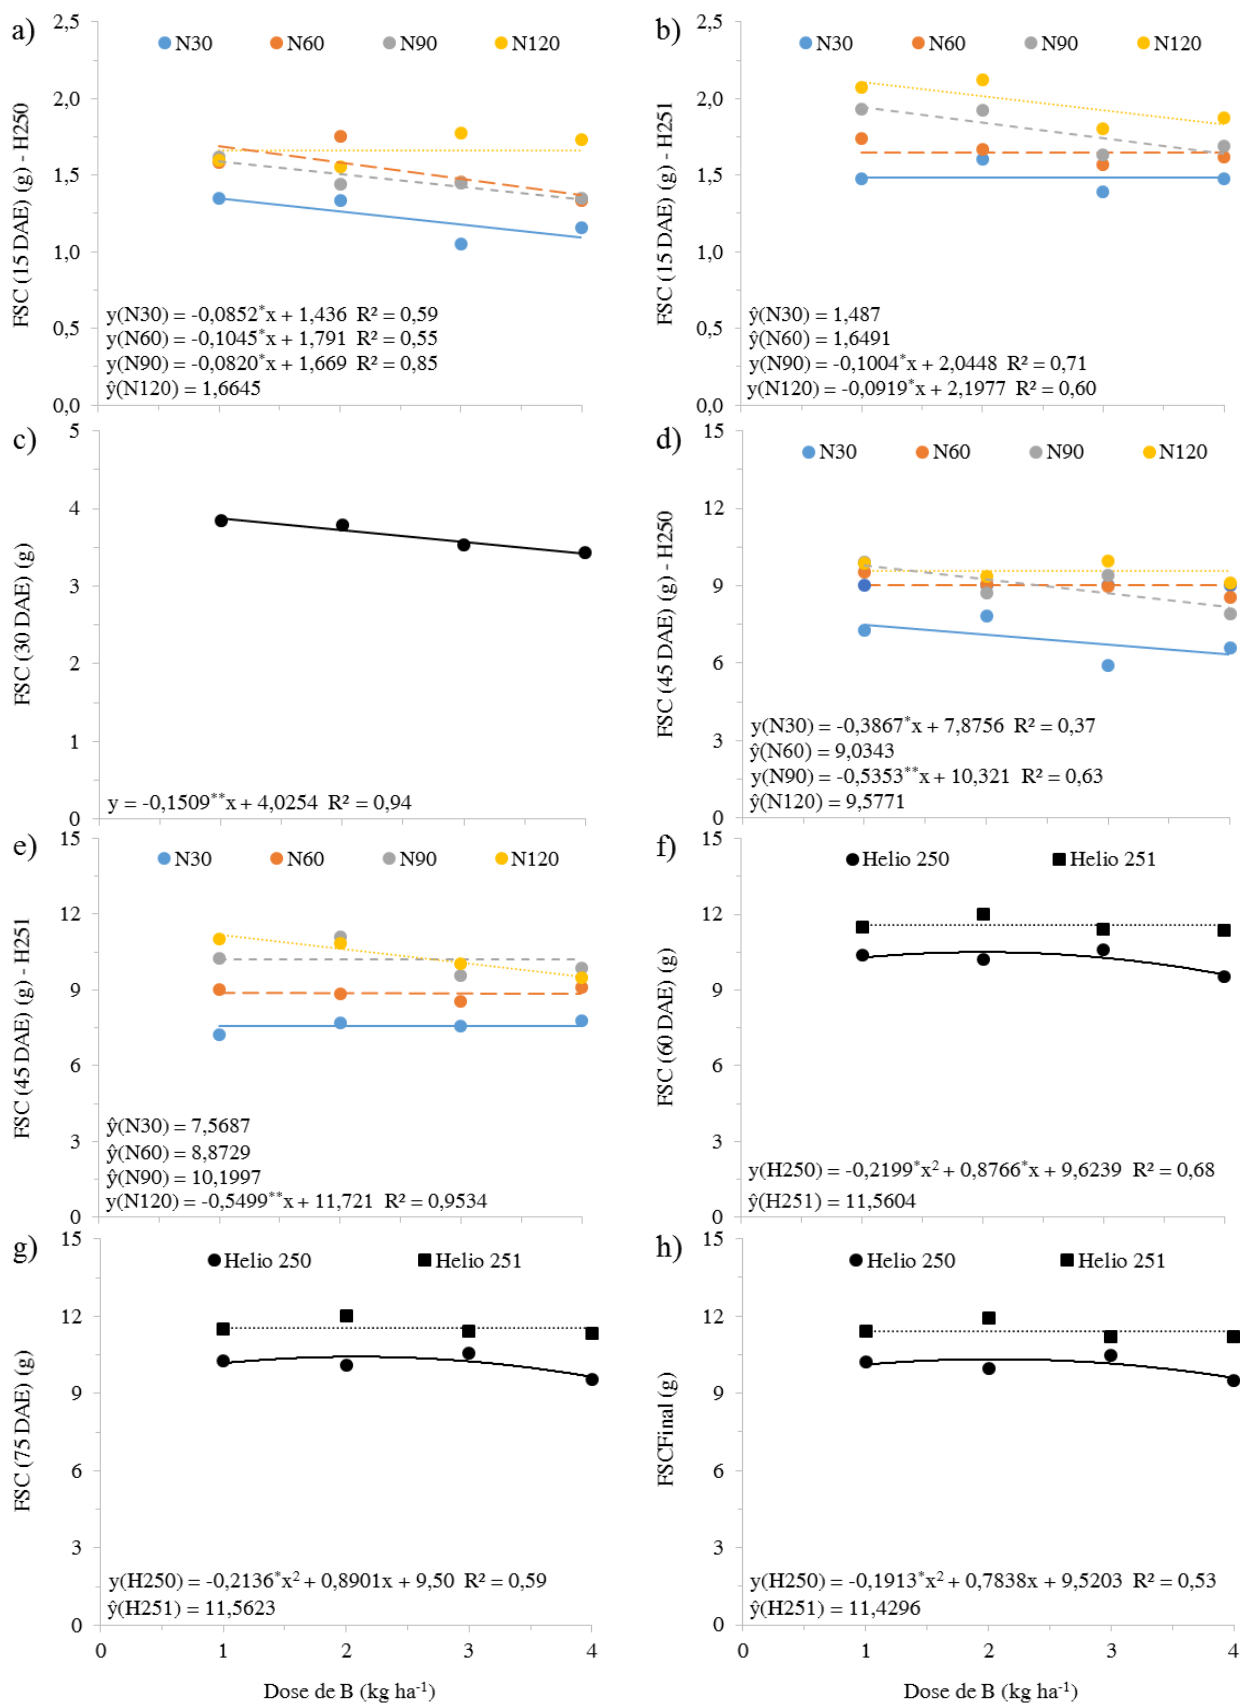 a)
N30 N60 N90 N120
2,5
2,0
1,5
1,0
0,5
0,0
FSC (15 DAE) (g) - H250
y(N30) = -0,0852*x + 1,436 R² = 0,59
y(N60) = -0,1045*x + 1,791 R² = 0,55
y(N90) = -0,0820*x + 1,669 R² = 0,85
ŷ(N120) = 1,6645
b)
N30 N60 N90 N120
2,5
2,0
1,5
1,0
0,5
0,0
FSC (15 DAE) (g) - H251
ŷ(N30) = 1,487
ŷ(N60) = 1,6491
y(N90) = -0,1004*x + 2,0448 R² = 0,71
y(N120) = -0,0919*x + 2,1977 R² = 0,60
c)
5
4
3
2
1
0
FSC (30 DAE) (g)
y = -0,1509**x + 4,0254 R² = 0,94
d)
N30 N60 N90 N120
15
12
9
6
3
0
FSC (45 DAE) (g) - H250
y(N30) = -0,3867*x + 7,8756 R² = 0,37
ŷ(N60) = 9,0343
y(N90) = -0,5353**x + 10,321 R² = 0,63
ŷ(N120) = 9,5771
e)
N30 N60 N90 N120
15
12
9
6
3
0
FSC (45 DAE) (g) - H251
ŷ(N30) = 7,5687
ŷ(N60) = 8,8729
ŷ(N90) = 10,1997
y(N120) = -0,5499**x + 11,721 R² = 0,9534
f)
Helio 250 Helio 251
15
12
9
6
3
0
FSC (60 DAE) (g)
y(H250) = -0,2199*x² + 0,8766*x + 9,6239 R² = 0,68
ŷ(H251) = 11,5604
g)
Helio 250 Helio 251
15
12
9
6
3
0
FSC (75 DAE) (g)
y(H250) = -0,2136*x² + 0,8901x + 9,50 R² = 0,59
ŷ(H251) = 11,5623
0 1 2 3 4
Dose de B (kg ha⁻¹)
h)
Helio 250 Helio 251
15
12
9
6
3
0
FSCFinal (g)
y(H250) = -0,1913*x² + 0,7838x + 9,5203 R² = 0,53
ŷ(H251) = 11,4296
0 1 2 3 4
Dose de B (kg ha⁻¹)